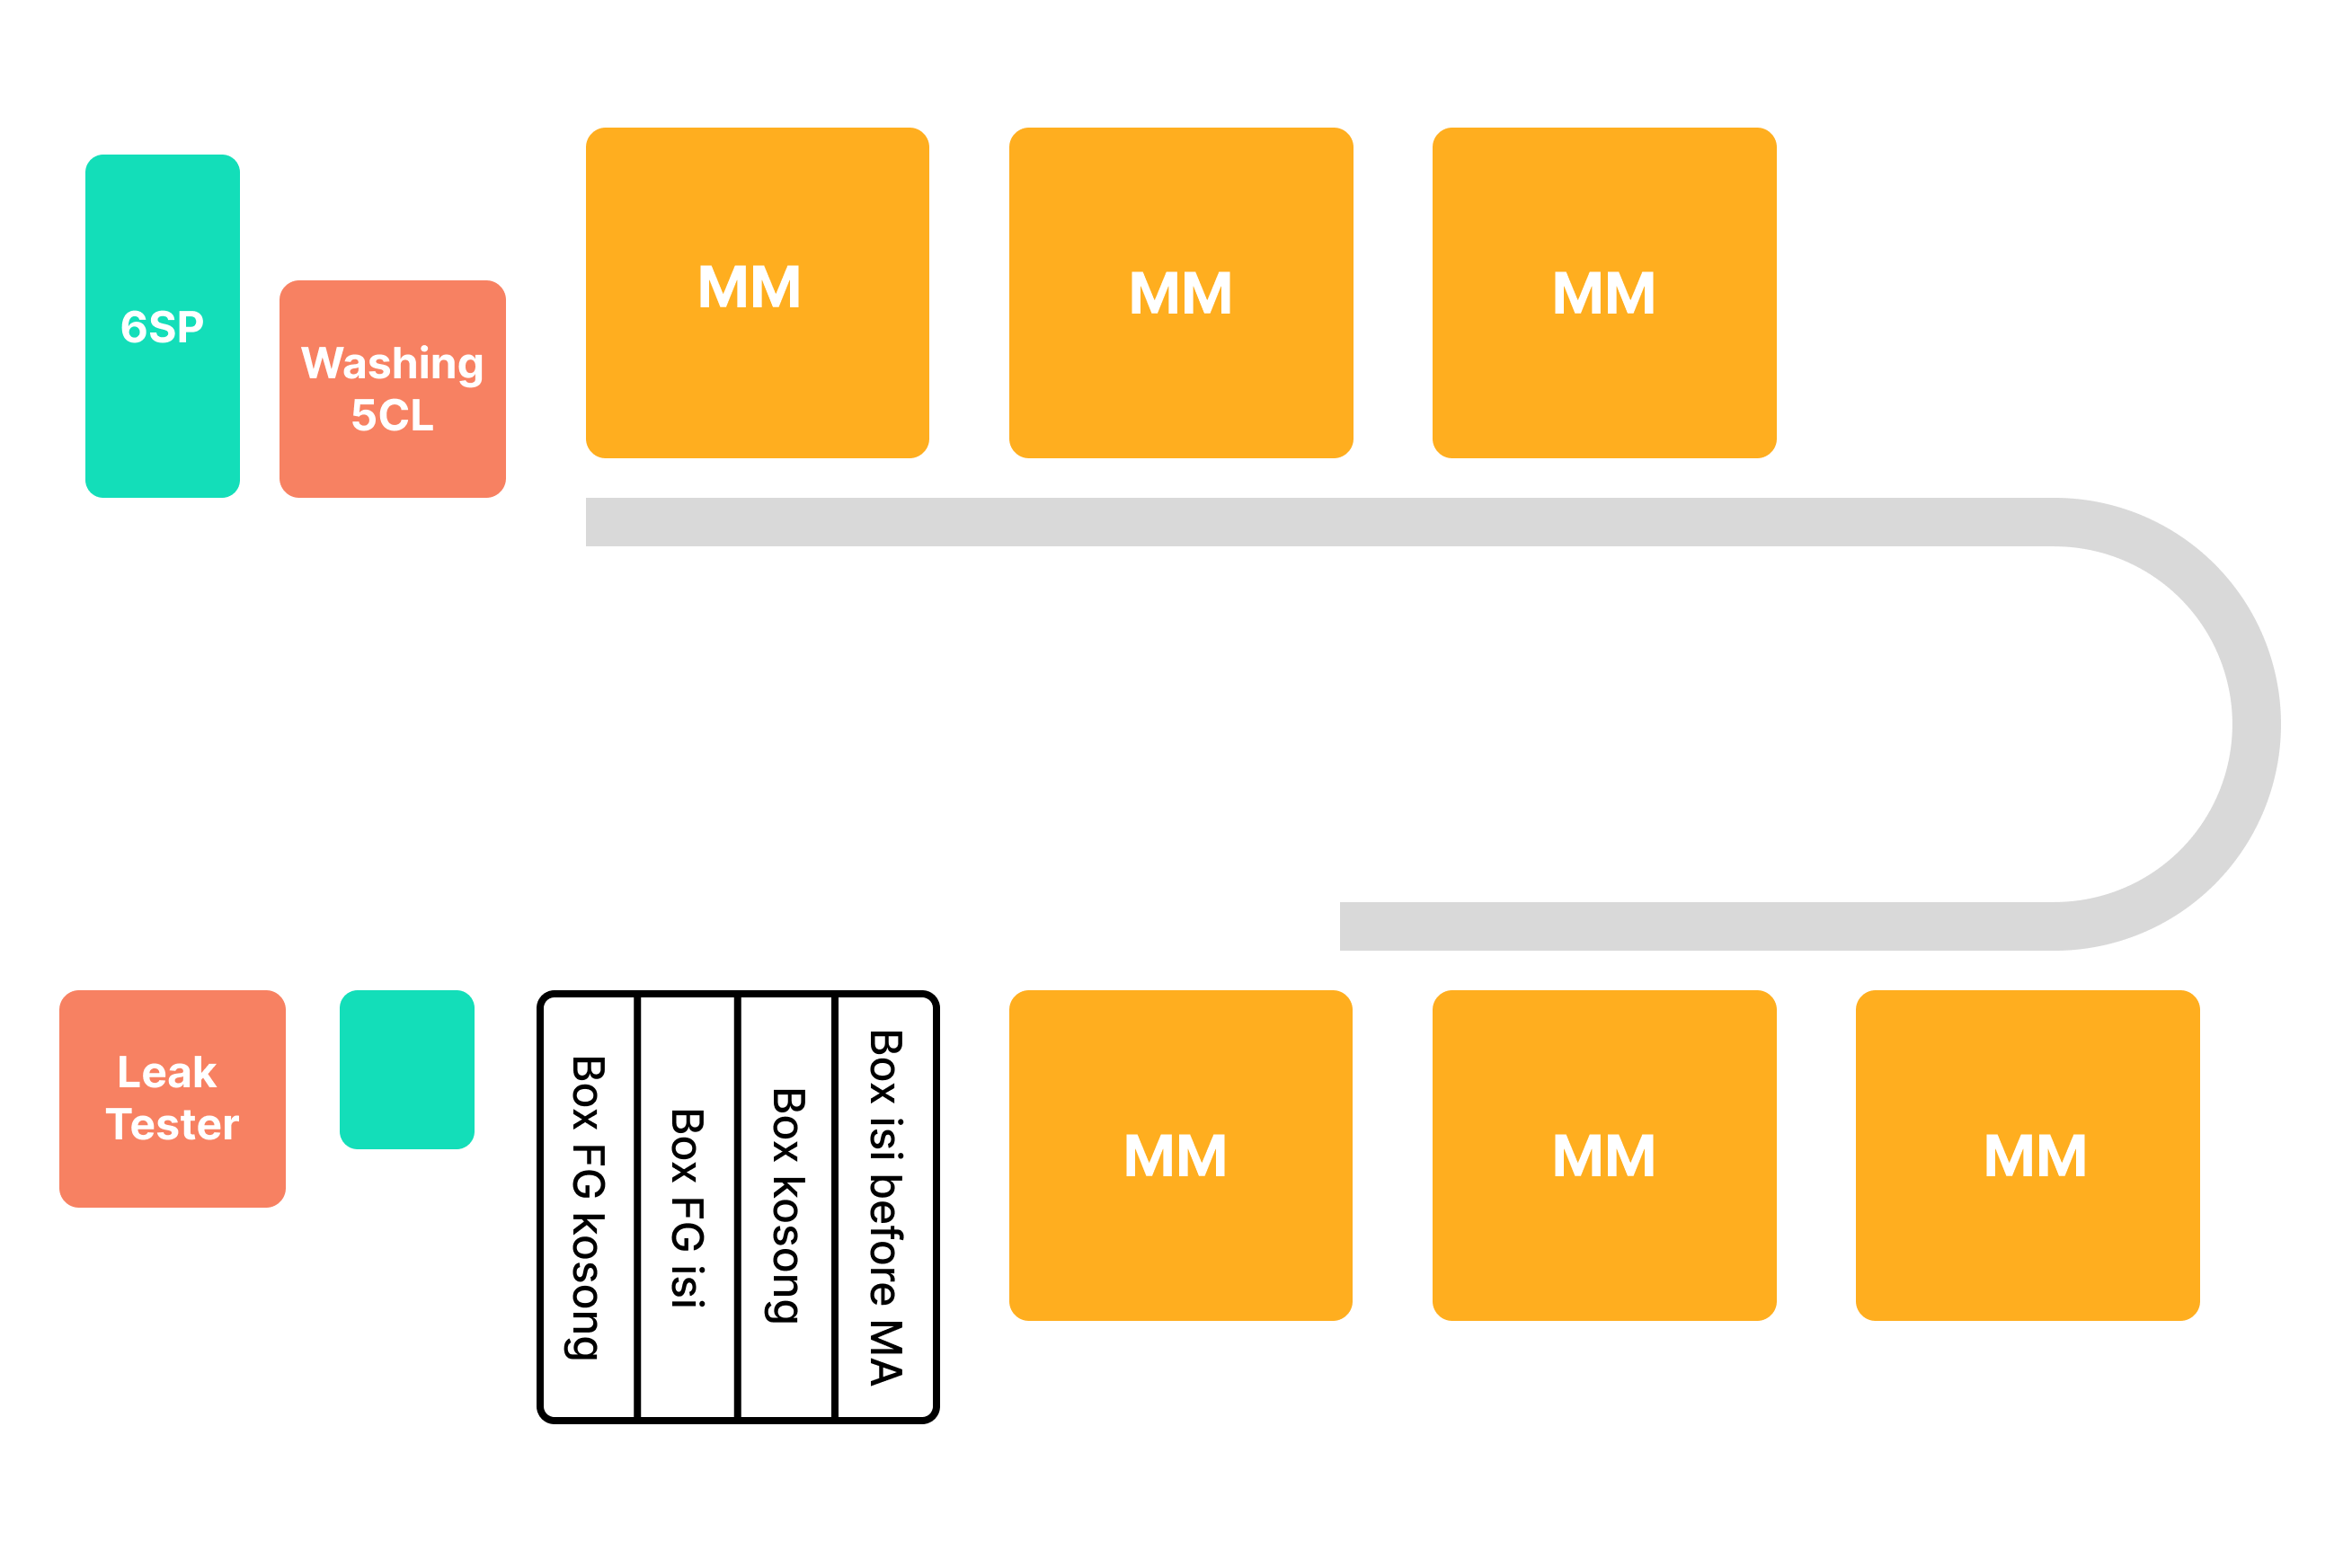 MM
MM
MM
6SP
Washing
5CL
Leak
Tester
Box FG kosong
Box FG isi
Box kosong
Box isi before MA
MM
MM
MM